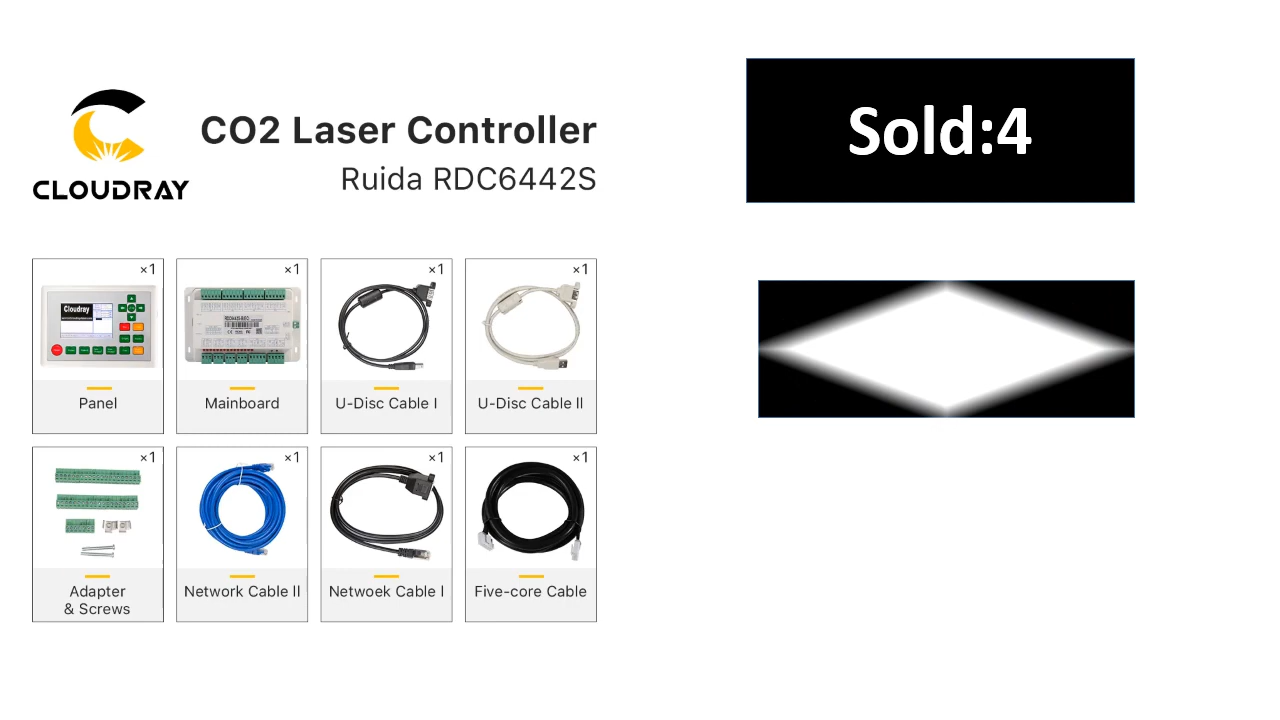 CLOUDRAY
CO2 Laser Controller
Ruida RDC6442S
Sold:4
×1
×1
×1
×1
Cloudray
Panel
Mainboard
U-Disc Cable I
U-Disc Cable II
×1
×1
×1
×1
Adapter
& Screws
Network Cable II
Netwoek Cable I
Five-core Cable